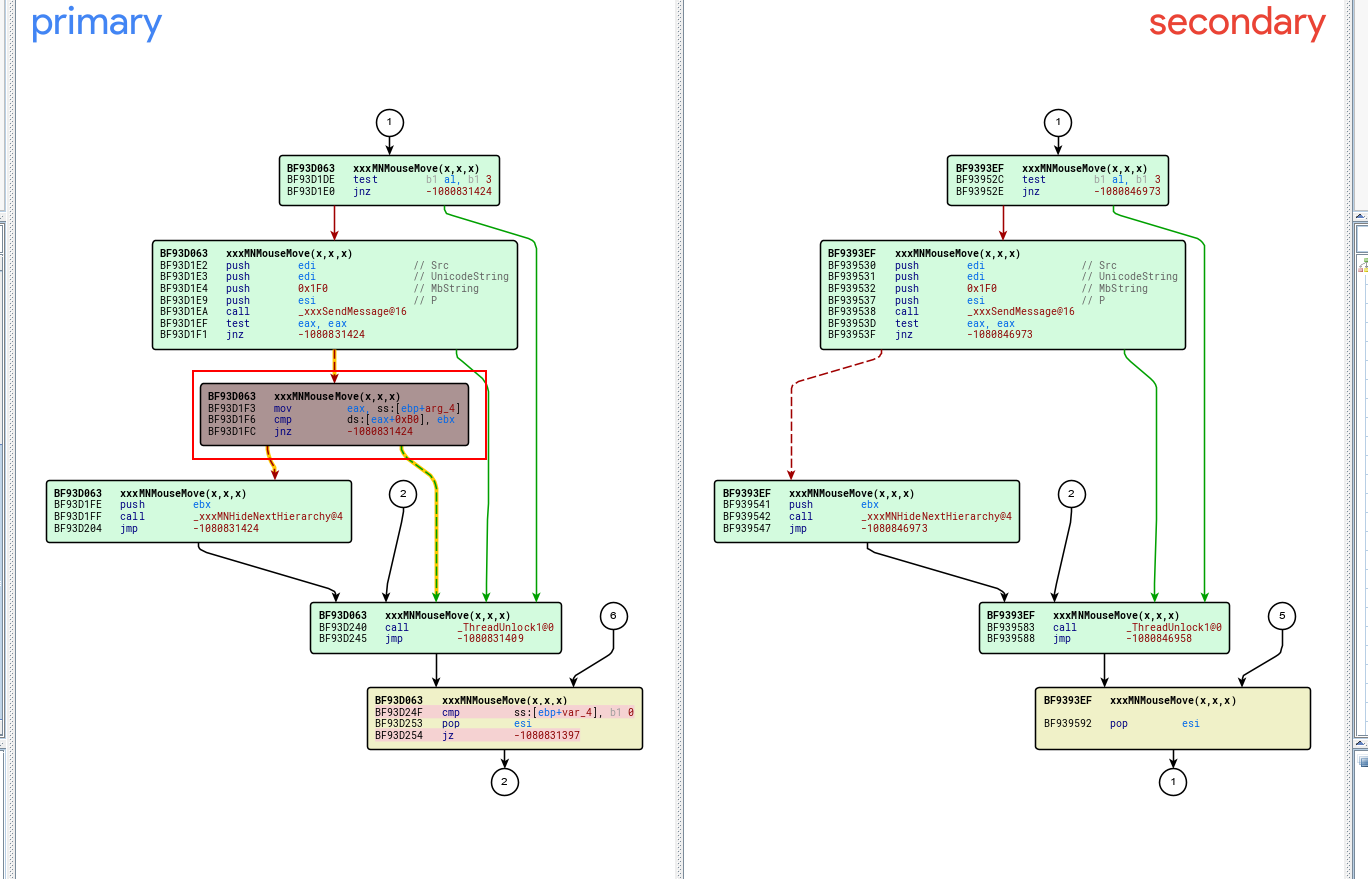 primary
1
BF93D063 xxxMNMouseMove(x,x,x)
BF93D1DE test b1 al, b1 3
BF93D1E0 jnz -1080831424
BF93D063 xxxMNMouseMove(x,x,x)
BF93D1E2 push edi // Src
BF93D1E3 push edi // UnicodeString
BF93D1E4 push 0x1F0 // MbString
BF93D1E9 push esi // P
BF93D1EA call _xxxSendMessage@16
BF93D1EF test eax, eax
BF93D1F1 jnz -1080831424
BF93D063 xxxMNMouseMove(x,x,x)
BF93D1F3 mov eax, ss:[ebp+arg_4]
BF93D1F6 cmp ds:[eax+0xB0], ebx
BF93D1FC jnz -1080831424
BF93D063 xxxMNMouseMove(x,x,x)
BF93D1FE push ebx
BF93D1FF call _xxxMNHideNextHierarchy@4
BF93D204 jmp -1080831424
2
BF93D063 xxxMNMouseMove(x,x,x)
BF93D240 call _ThreadUnlock1@0
BF93D245 jmp -1080831409
6
BF93D063 xxxMNMouseMove(x,x,x)
BF93D24F cmp ss:[ebp+var_4], b1 0
BF93D253 pop esi
BF93D254 jz -1080831397
2
secondary
1
BF9393EF xxxMNMouseMove(x,x,x)
BF93952C test b1 al, b1 3
BF93952E jnz -1080846973
BF9393EF xxxMNMouseMove(x,x,x)
BF939530 push edi // Src
BF939531 push edi // UnicodeString
BF939532 push 0x1F0 // MbString
BF939537 push esi // P
BF939538 call _xxxSendMessage@16
BF93953D test eax, eax
BF93953F jnz -1080846973
BF9393EF xxxMNMouseMove(x,x,x)
BF939541 push ebx
BF939542 call _xxxMNHideNextHierarchy@4
BF939547 jmp -1080846973
2
BF9393EF xxxMNMouseMove(x,x,x)
BF939583 call _ThreadUnlock1@0
BF939588 jmp -1080846958
5
BF9393EF xxxMNMouseMove(x,x,x)
BF939592 pop esi
1